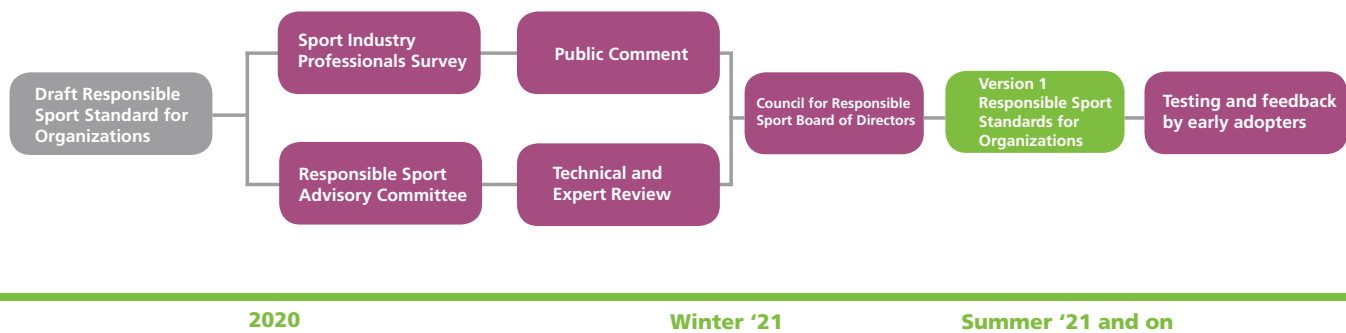 Draft Responsible
Sport Standard for
Organizations
Sport Industry
Professionals Survey
Public Comment
Responsible Sport
Advisory Committee
Technical and
Expert Review
Council for Responsible
Sport Board of Directors
Version 1
Responsible Sport
Standards for
Organizations
Testing and feedback
by early adopters
2020
Winter ‘21
Summer ‘21 and on